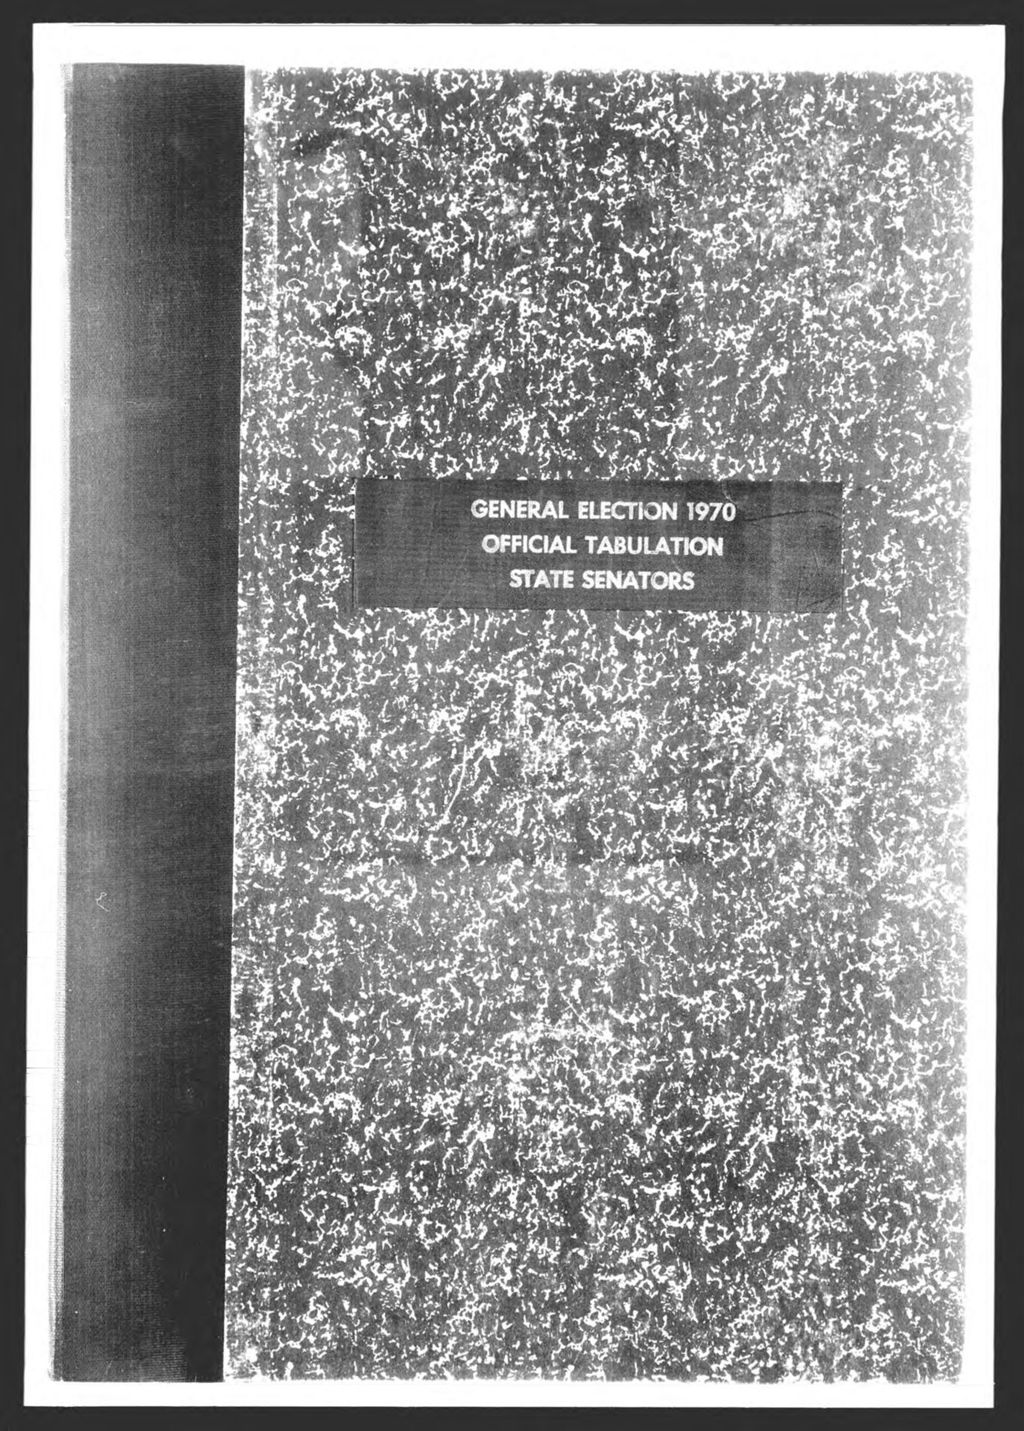 GENERAL ELECTION 1970
OFFICIAL TABULATION
STATE SENATORS